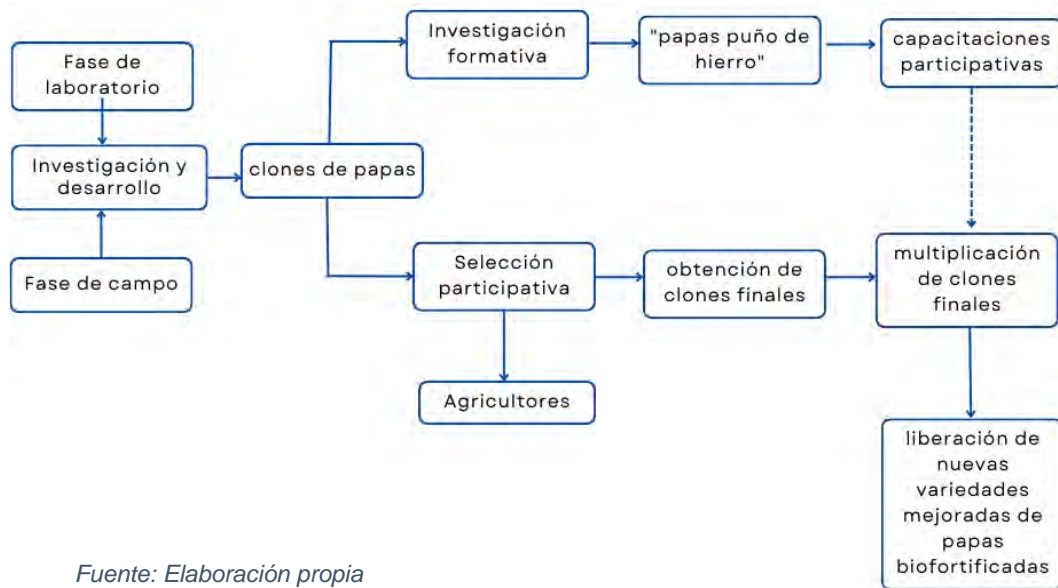 Fase de
laboratorio
Investigación y
desarrollo
Fase de campo
clones de papas
Investigación
formativa
"papas puño de
hierro"
capacitaciones
participativas
Selección
participativa
Agricultores
obtención de
clones finales
multiplicación
de clones
finales
liberación de
nuevas
variedades
mejoradas de
papas
biofortificadas
Fuente: Elaboración propia